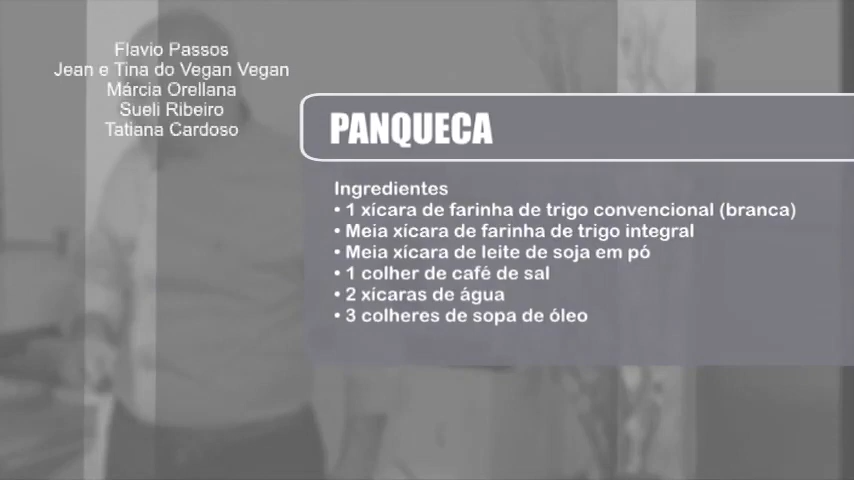 Flavio Passos
Jean e Tina do Vegan Vegan
Márcia Orellana
Sueli Ribeiro
Tatiana Cardoso
PANQUECA
Ingredientes
• 1 xícara de farinha de trigo convencional (branca)
• Meia xícara de farinha de trigo integral
• Meia xícara de leite de soja em pó
• 1 colher de café de sal
• 2 xícaras de água
• 3 colheres de sopa de óleo